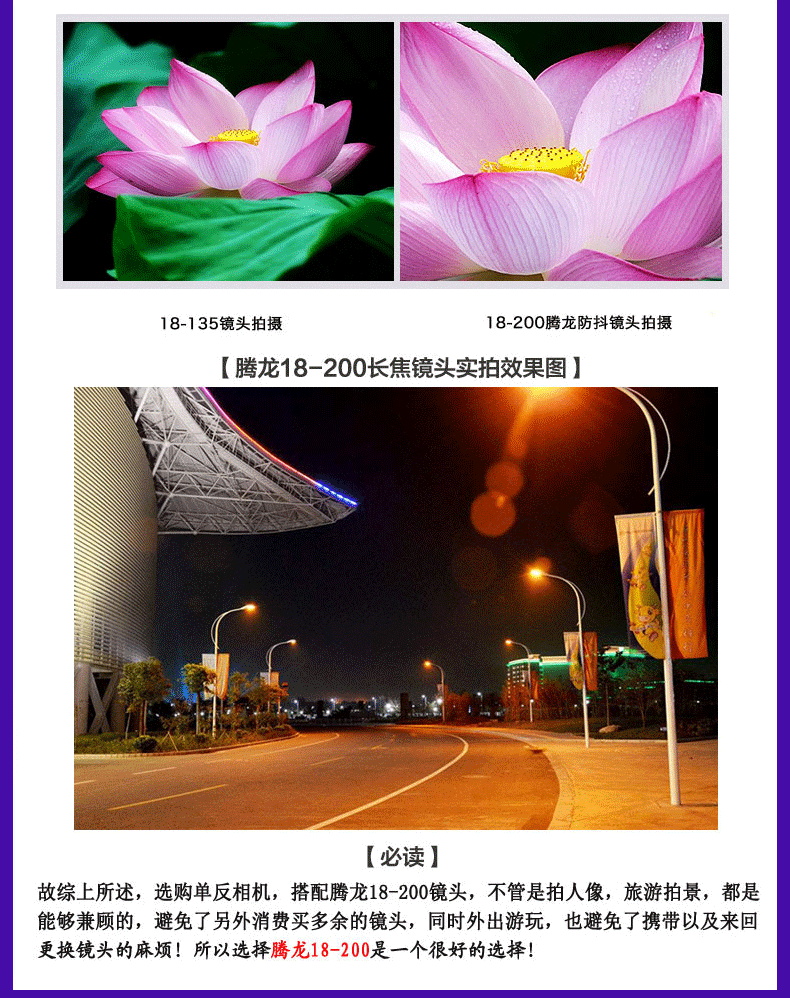 18-135镜头拍摄
18-200腾龙防抖镜头拍摄
【腾龙18-200长焦镜头实拍效果图】
【必读】
故综上所述，选购单反相机，搭配腾龙18-200镜头，不管是拍人像，旅游拍景，都是
能够兼顾的，避免了另外消费买多余的镜头，同时外出游玩，也避免了携带以及来回
更换镜头的麻烦！所以选择腾龙18-200是一个很好的选择！